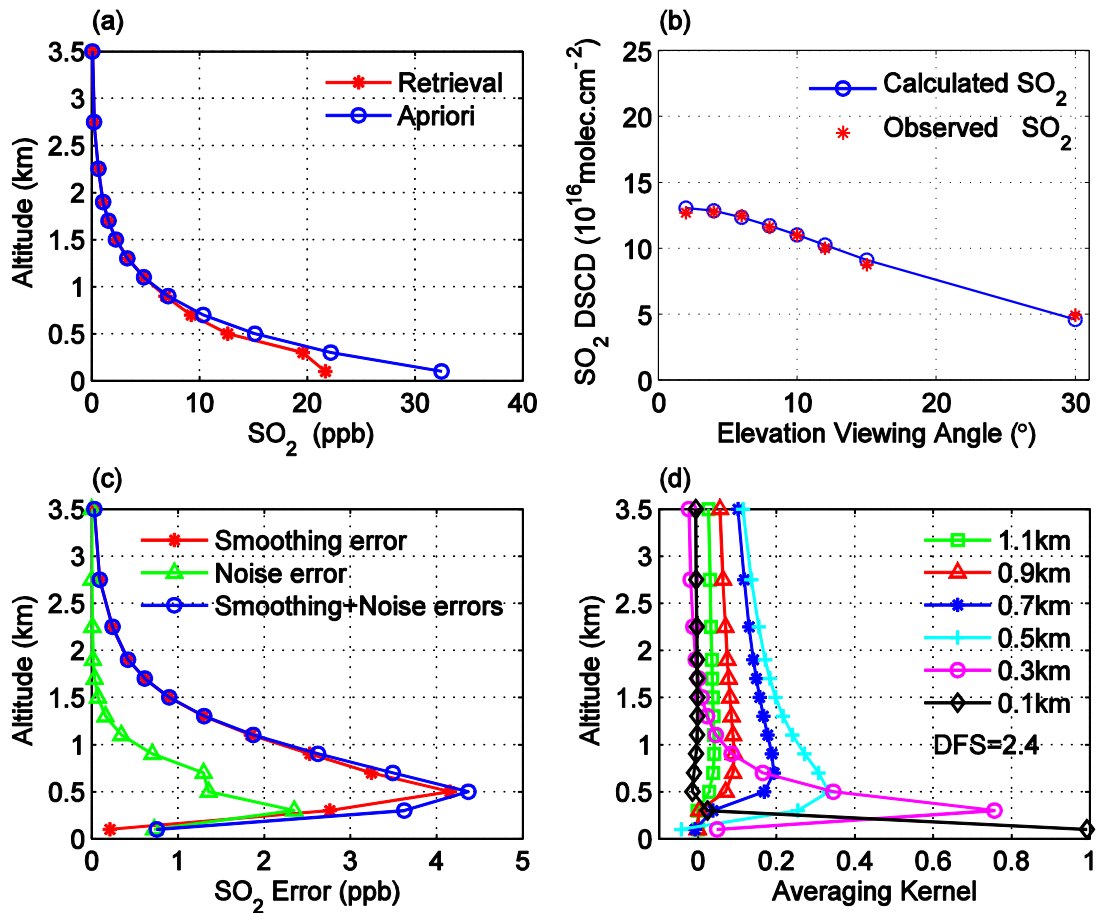 (a)
3.5
3
2.5
2
1.5
1
0.5
0
Altitude (km)
Retrieval
Apriori
0 10 20 30 40
SO2 (ppb)
(b)
25
20
15
10
5
0
SO2 DSCD (10^16molec.cm^-2)
Calculated SO2
Observed SO2
0 10 20 30
Elevation Viewing Angle (°)
(c)
3.5
3
2.5
2
1.5
1
0.5
0
Altitude (km)
Smoothing error
Noise error
Smoothing+Noise errors
0 1 2 3 4 5
SO2 Error (ppb)
(d)
3.5
3
2.5
2
1.5
1
0.5
0
Altitude (km)
1.1km
0.9km
0.7km
0.5km
0.3km
0.1km
DFS=2.4
0 0.2 0.4 0.6 0.8 1
Averaging Kernel